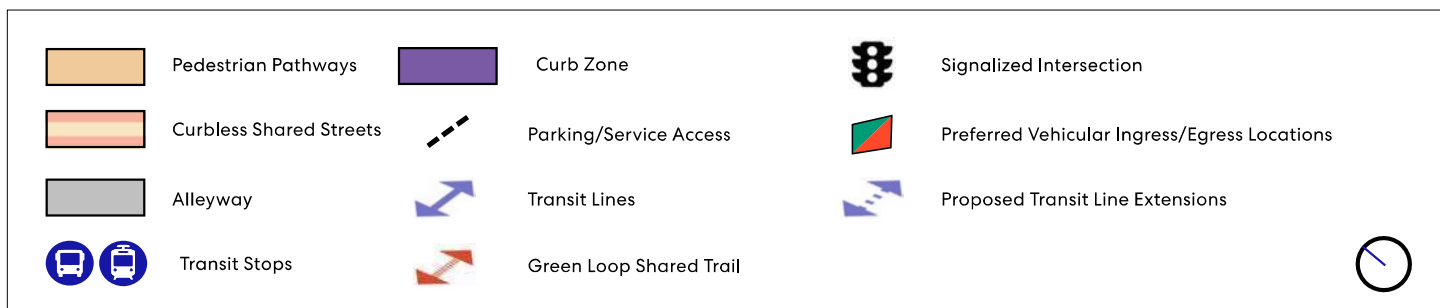 Pedestrian Pathways
Curb Zone
Signalized Intersection
Curbless Shared Streets
Parking/Service Access
Preferred Vehicular Ingress/Egress Locations
Alleyway
Transit Lines
Proposed Transit Line Extensions
Transit Stops
Green Loop Shared Trail